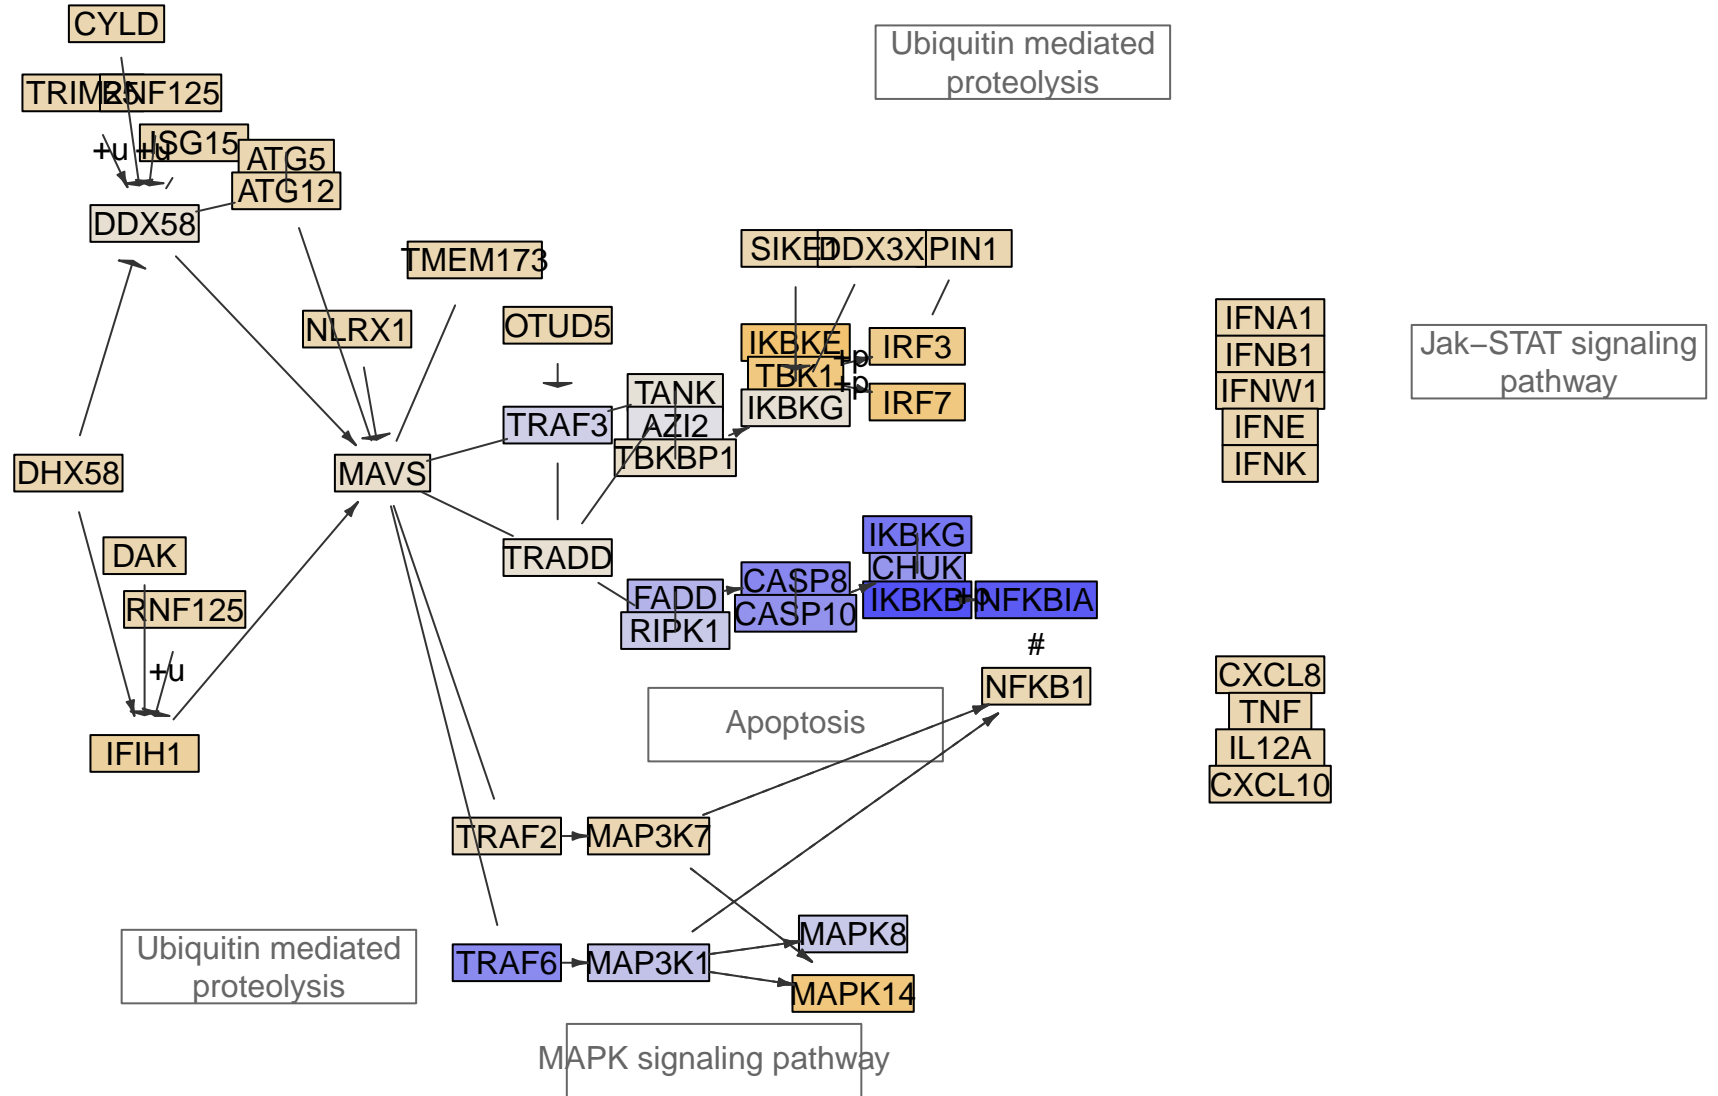 CYLD
Ubiquitin mediated
proteolysis
TRIM25
RNF125
ISG15
+u
+u
ATG5
ATG12
DDX58
TMEM173
SIKE1
DDX3X
PIN1
NLRX1
OTUD5
IKBKE
TBK1
IKBKG
+p
+p
IRF3
IRF7
IFNA1
IFNB1
IFNW1
IFNE
IFNK
Jak−STAT signaling
pathway
TANK
AZI2
TBKBP1
TRAF3
DHX58
MAVS
DAK
RNF125
+u
IFIH1
TRADD
FADD
RIPK1
CASP8
CASP10
IKBKG
CHUK
IKBKB
+p
NFKBIA
#
NFKB1
Apoptosis
CXCL8
TNF
IL12A
CXCL10
TRAF2
MAP3K7
TRAF6
MAP3K1
MAPK8
MAPK14
Ubiquitin mediated
proteolysis
MAPK signaling pathway